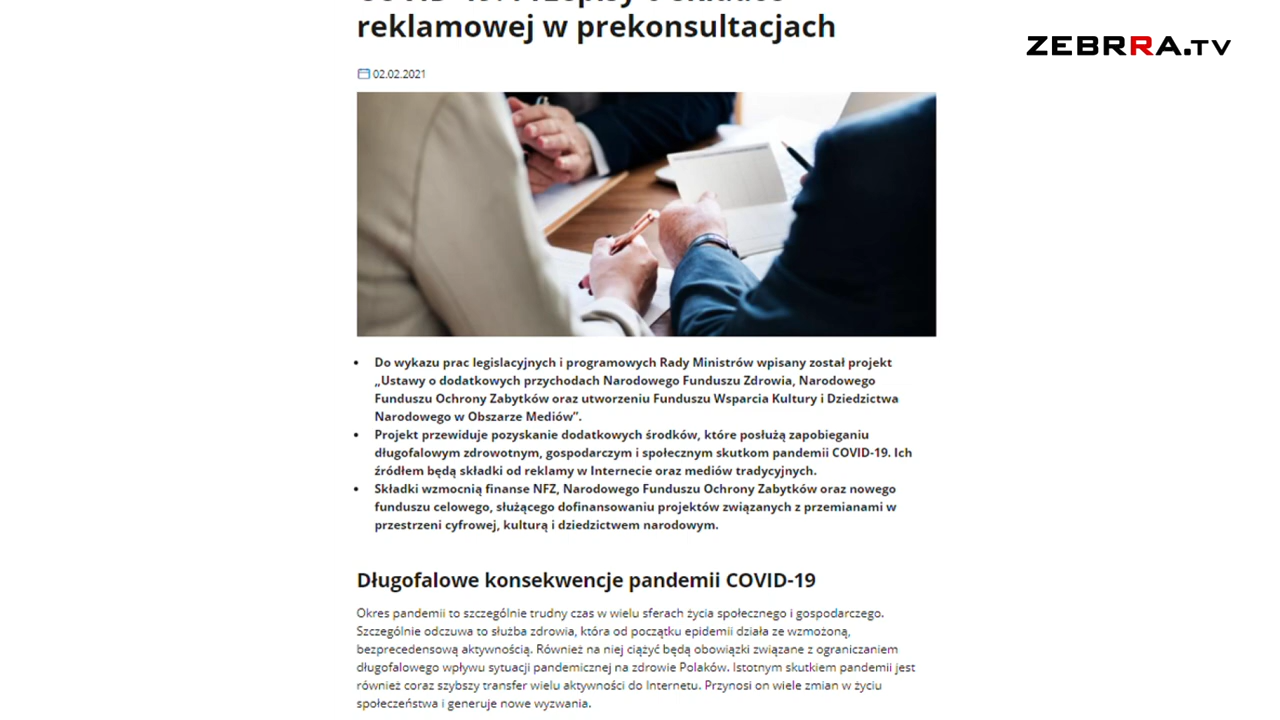 reklamowej w prekonsultacjach
ZEBRRA.TV
02.02.2021
• Do wykazu prac legislacyjnych i programowych Rady Ministrów wpisany został projekt
„Ustawy o dodatkowych przychodach Narodowego Funduszu Zdrowia, Narodowego
Funduszu Ochrony Zabytków oraz utworzeniu Funduszu Wsparcia Kultury i Dziedzictwa
Narodowego w Obszarze Mediów”.
• Projekt przewiduje pozyskanie dodatkowych środków, które posłużą zapobieganiu
długofalowym zdrowotnym, gospodarczym i społecznym skutkom pandemii COVID-19. Ich
źródłem będą składki od reklamy w Internecie oraz mediów tradycyjnych.
• Składki wzmocnią finanse NFZ, Narodowego Funduszu Ochrony Zabytków oraz nowego
funduszu celowego, służącego dofinansowaniu projektów związanych z przemianami w
przestrzeni cyfrowej, kulturą i dziedzictwem narodowym.
Długofalowe konsekwencje pandemii COVID-19
Okres pandemii to szczególnie trudny czas w wielu sferach życia społecznego i gospodarczego.
Szczególnie odczuwa to służba zdrowia, która od początku epidemii działa ze wzmożoną,
bezprecedensową aktywnością. Również na niej ciążyć będą obowiązki związane z ograniczaniem
długofalowego wpływu sytuacji pandemicznej na zdrowie Polaków. Istotnym skutkiem pandemii jest
również coraz szybszy transfer wielu aktywności do Internetu. Przynosi on wiele zmian w życiu
społeczeństwa i generuje nowe wyzwania.